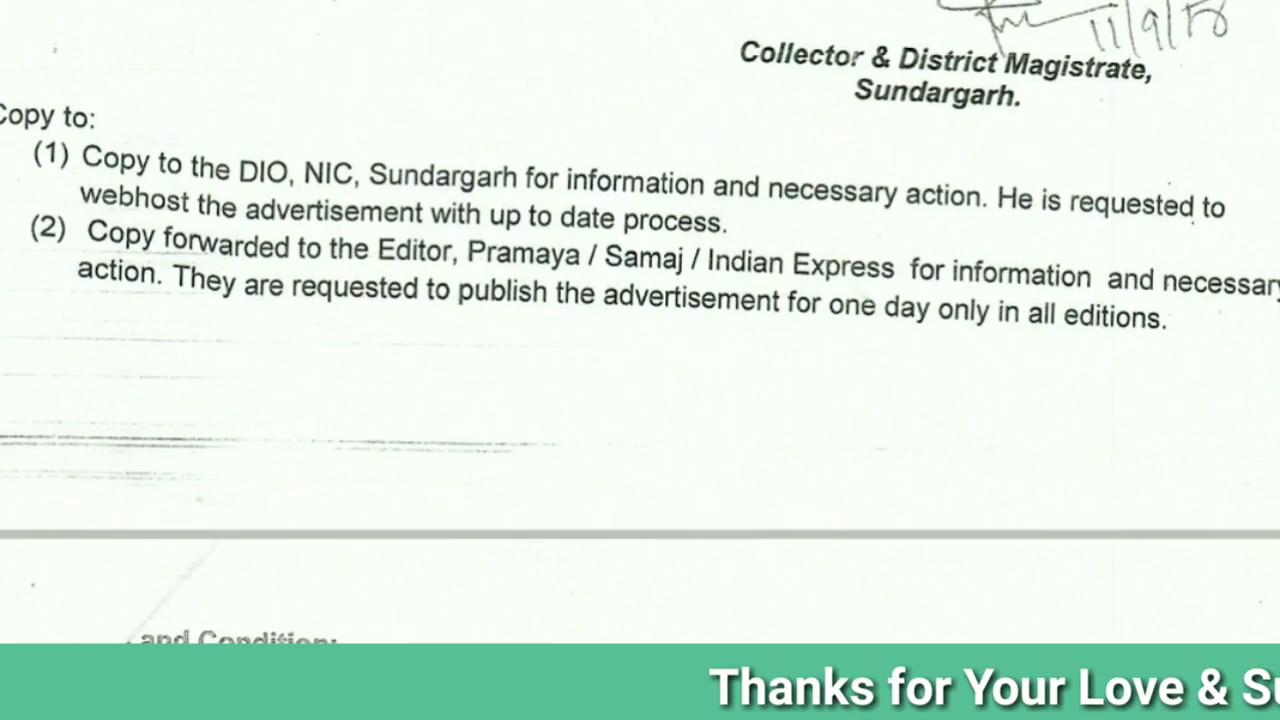 11/9/18
Collector & District Magistrate,
Sundargarh.
Copy to:
(1) Copy to the DIO, NIC, Sundargarh for information and necessary action. He is requested to
webhost the advertisement with up to date process.
(2) Copy forwarded to the Editor, Pramaya / Samaj / Indian Express for information and necessary
action. They are requested to publish the advertisement for one day only in all editions.
and Condition:
Thanks for Your Love & Su